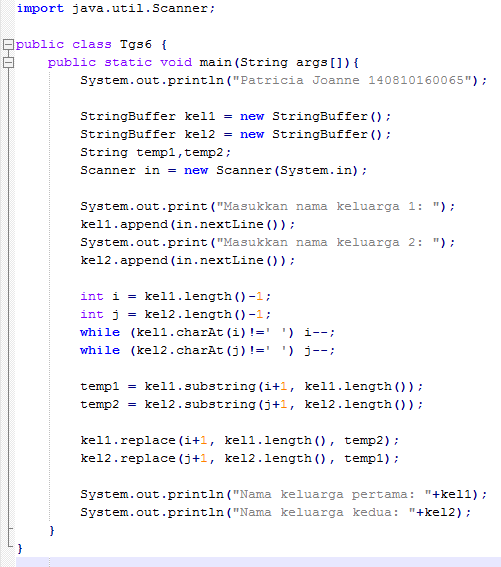 import java.util.Scanner;
public class Tgs6 {
public static void main(String args[]){
System.out.println("Patricia Joanne 140810160065");
StringBuffer kel1 = new StringBuffer();
StringBuffer kel2 = new StringBuffer();
String temp1,temp2;
Scanner in = new Scanner(System.in);
System.out.print("Masukkan nama keluarga 1: ");
kel1.append(in.nextLine());
System.out.print("Masukkan nama keluarga 2: ");
kel2.append(in.nextLine());
int i = kel1.length()-1;
int j = kel2.length()-1;
while (kel1.charAt(i)!=' ') i--;
while (kel2.charAt(j)!=' ') j--;
temp1 = kel1.substring(i+1, kel1.length());
temp2 = kel2.substring(j+1, kel2.length());
kel1.replace(i+1, kel1.length(), temp2);
kel2.replace(j+1, kel2.length(), temp1);
System.out.println("Nama keluarga pertama: "+kel1);
System.out.println("Nama keluarga kedua: "+kel2);
}
}